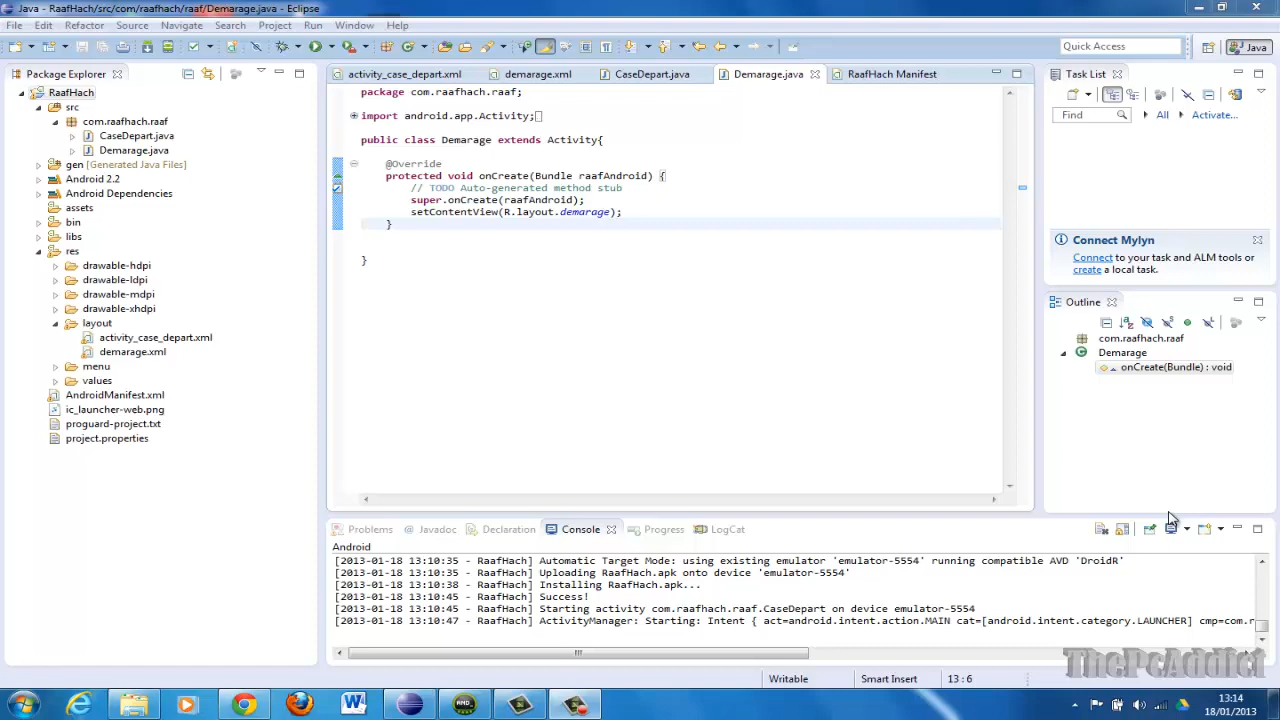 Java - RaafHach/src/com/raafhach/raaf/Demarage.java - Eclipse
File Edit Refactor Source Navigate Search Project Run Window Help
Quick Access
Java
Package Explorer
RaafHach
src
com.raafhach.raaf
CaseDepart.java
Demarage.java
gen [Generated Java Files]
Android 2.2
Android Dependencies
assets
bin
libs
res
drawable-hdpi
drawable-ldpi
drawable-mdpi
drawable-xhdpi
layout
activity_case_depart.xml
demarage.xml
menu
values
AndroidManifest.xml
ic_launcher-web.png
proguard-project.txt
project.properties
activity_case_depart.xml demarage.xml CaseDepart.java Demarage.java RaafHach Manifest
package com.raafhach.raaf;
import android.app.Activity;
public class Demarage extends Activity{
@Override
protected void onCreate(Bundle raafAndroid) {
// TODO Auto-generated method stub
super.onCreate(raafAndroid);
setContentView(R.layout.demarage);
}
}
Task List
Find All Activate...
Connect Mylyn
Connect to your task and ALM tools or
create a local task.
Outline
com.raafhach.raaf
Demarage
onCreate(Bundle) : void
Problems Javadoc Declaration Console Progress LogCat
Android
[2013-01-18 13:10:35 - RaafHach] Automatic Target Mode: using existing emulator 'emulator-5554' running compatible AVD 'DroidR'
[2013-01-18 13:10:35 - RaafHach] Uploading RaafHach.apk onto device 'emulator-5554'
[2013-01-18 13:10:38 - RaafHach] Installing RaafHach.apk...
[2013-01-18 13:10:45 - RaafHach] Success!
[2013-01-18 13:10:45 - RaafHach] Starting activity com.raafhach.raaf.CaseDepart on device emulator-5554
[2013-01-18 13:10:47 - RaafHach] ActivityManager: Starting: Intent { act=android.intent.action.MAIN cat=[android.intent.category.LAUNCHER] cmp=com.r
ThePcAddict
Writable Smart Insert 13 : 6
13:14
18/01/2013